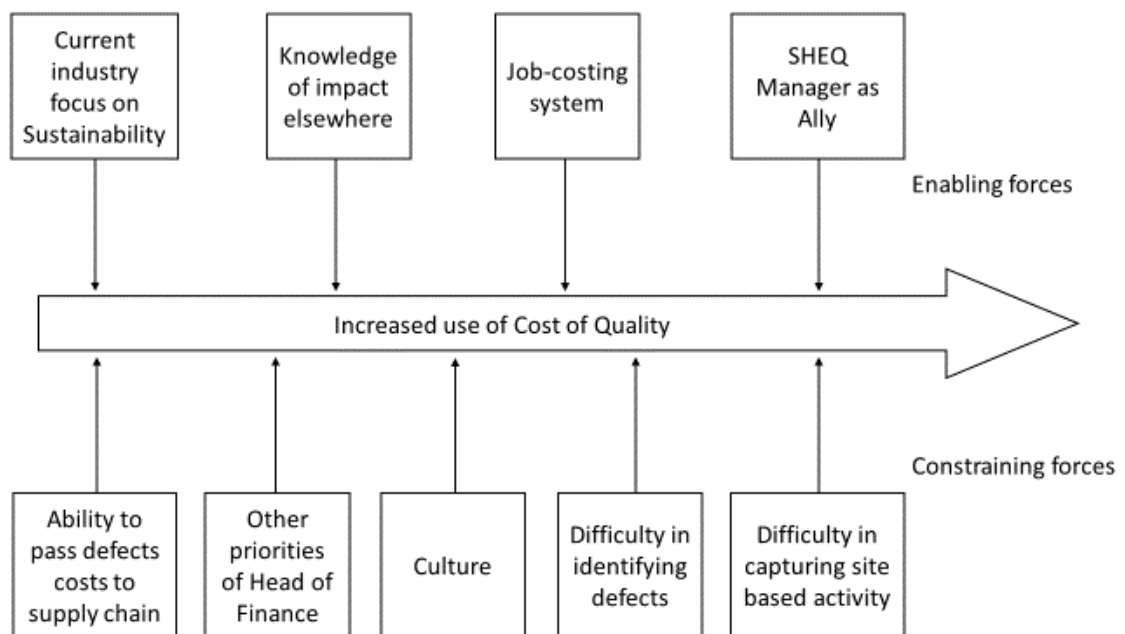 Current
industry
focus on
Sustainability
Knowledge
of impact
elsewhere
Job-costing
system
SHEQ
Manager as
Ally
Enabling forces
Increased use of Cost of Quality
Constraining forces
Ability to
pass defects
costs to
supply chain
Other
priorities
of Head of
Finance
Culture
Difficulty in
identifying
defects
Difficulty in
capturing site
based activity